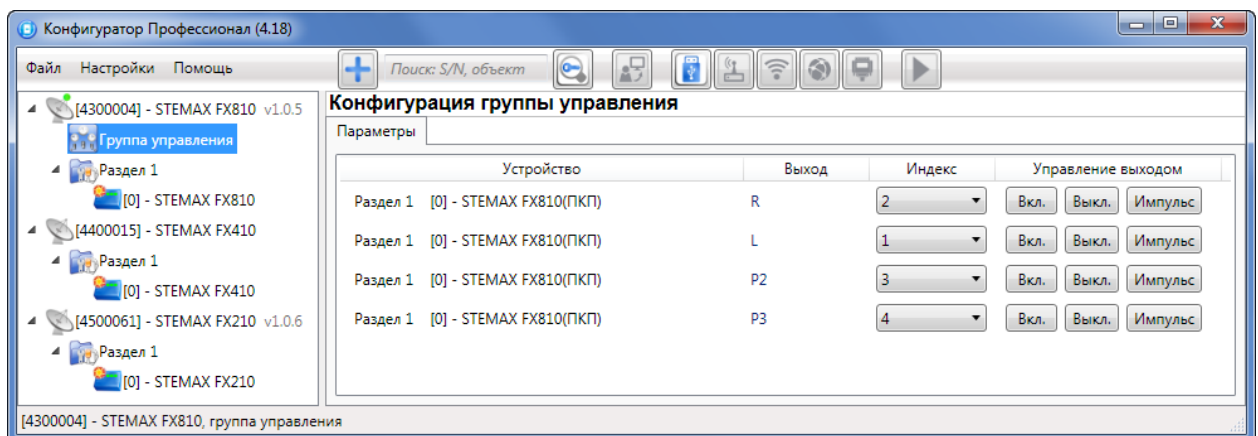 Конфигуратор Профессионал (4.18)
Файл Настройки Помощь Поиск: S/N, объект
[4300004] - STEMAX FX810 v1.0.5
Группа управления
Раздел 1
[0] - STEMAX FX810
[4400015] - STEMAX FX410
Раздел 1
[0] - STEMAX FX410
[4500061] - STEMAX FX210 v1.0.6
Раздел 1
[0] - STEMAX FX210
Конфигурация группы управления
Параметры
Устройство Выход Индекс Управление выходом
Раздел 1 [0] - STEMAX FX810(ПКП) R 2 Вкл. Выкл. Импульс
Раздел 1 [0] - STEMAX FX810(ПКП) L 1 Вкл. Выкл. Импульс
Раздел 1 [0] - STEMAX FX810(ПКП) P2 3 Вкл. Выкл. Импульс
Раздел 1 [0] - STEMAX FX810(ПКП) P3 4 Вкл. Выкл. Импульс
[4300004] - STEMAX FX810, группа управления